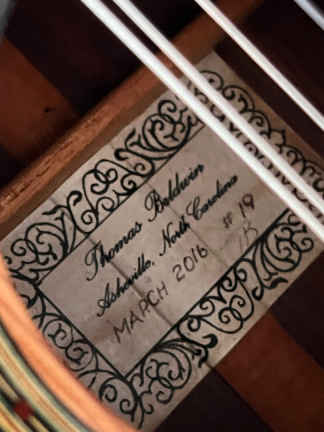 Thomas Baldwin
Asheville, North Carolina
MARCH 2016 #19